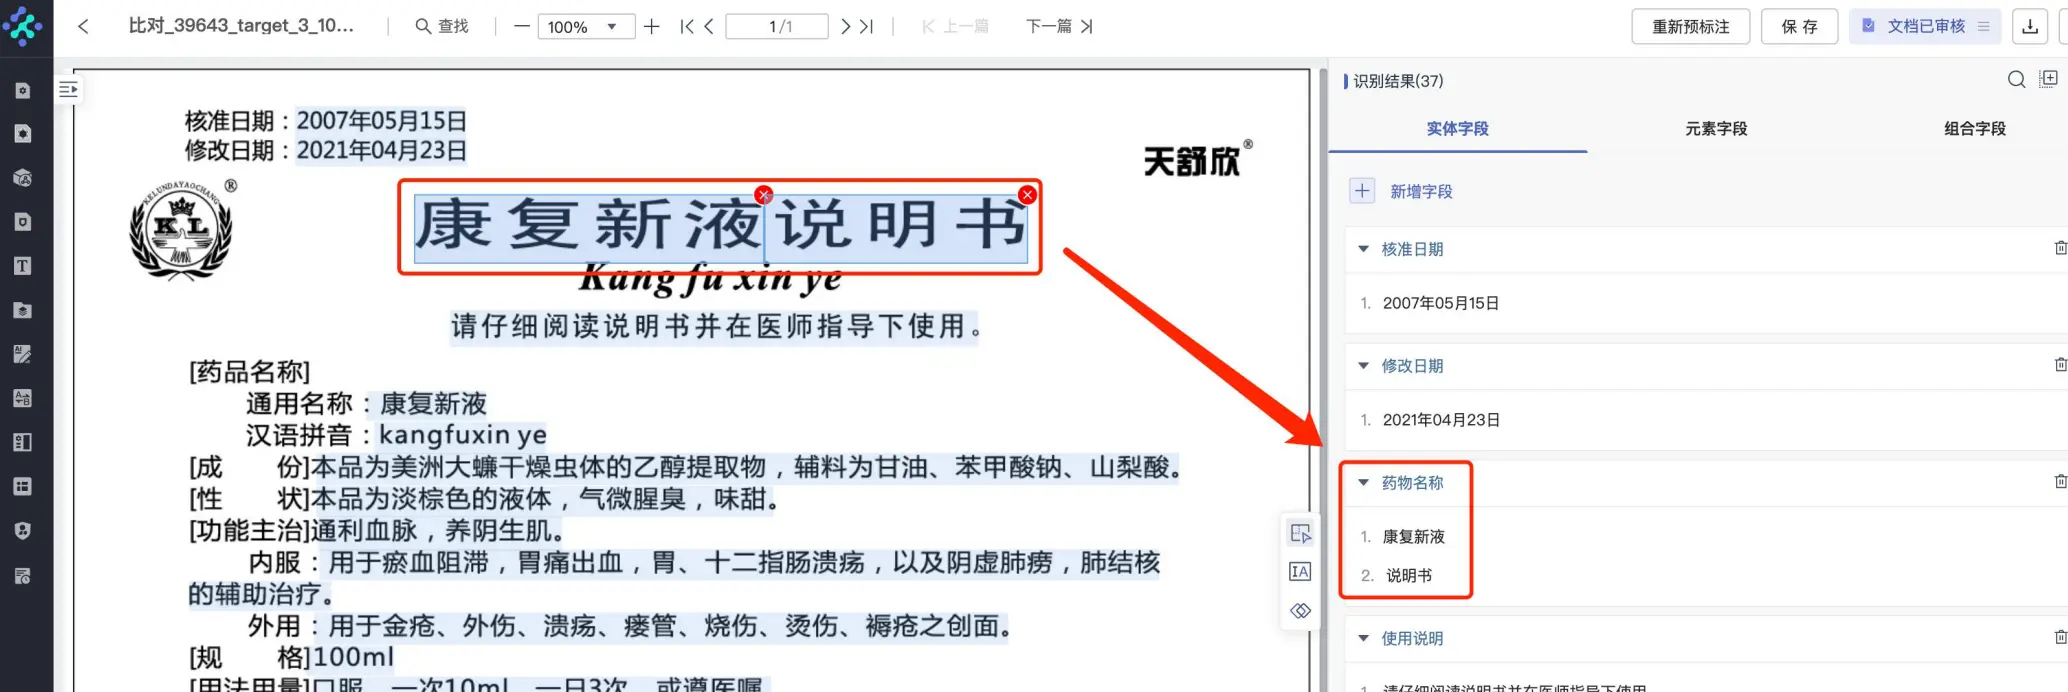 比对_39643_target_3_10...
查找
100%
1/1
上一篇
下一篇
重新预标注
保 存
文档已审核
核准日期：2007年05月15日
修改日期：2021年04月23日
天舒欣®
KELUNDAYAOCHANG
®
KL
康复新液说明书
Kang fu xin ye
请仔细阅读说明书并在医师指导下使用。
[药品名称]
通用名称：康复新液
汉语拼音：kangfuxin ye
[成 份]本品为美洲大蠊干燥虫体的乙醇提取物，辅料为甘油、苯甲酸钠、山梨酸。
[性 状]本品为淡棕色的液体，气微腥臭，味甜。
[功能主治]通利血脉，养阴生肌。
内服：用于瘀血阻滞，胃痛出血，胃、十二指肠溃疡，以及阴虚肺痨，肺结核
的辅助治疗。
外用：用于金疮、外伤、溃疡、瘘管、烧伤、烫伤、褥疮之创面。
[规 格]100ml
[用法用量]口服，一次10ml，一日3次，或遵医嘱
识别结果(37)
实体字段
元素字段
组合字段
新增字段
核准日期
1. 2007年05月15日
修改日期
1. 2021年04月23日
药物名称
1. 康复新液
2. 说明书
使用说明
1. 请仔细阅读说明书并在医师指导下使用